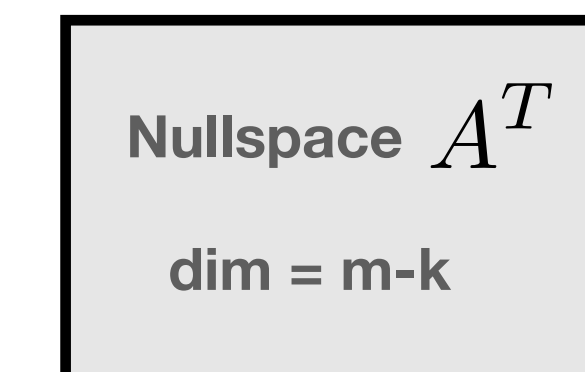 Nullspace $A^T$
dim = m-k